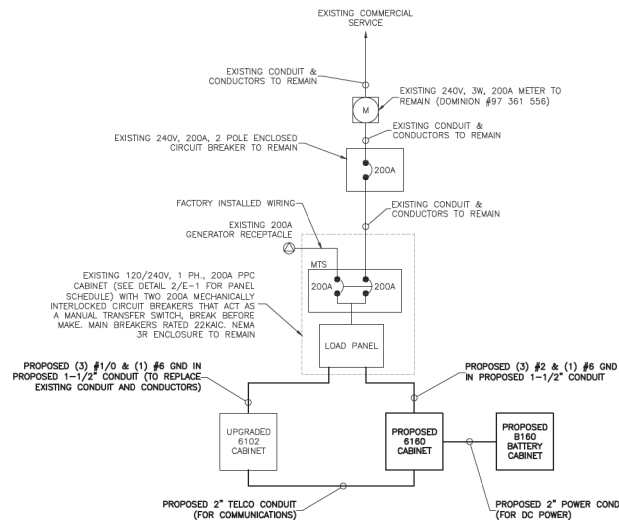 EXISTING COMMERCIAL
SERVICE
EXISTING CONDUIT &
CONDUCTORS TO REMAIN
EXISTING 240V, 3W, 200A METER TO
REMAIN (DOMINION #97 361 556)
M
EXISTING CONDUIT &
CONDUCTORS TO REMAIN
EXISTING 240V, 200A, 2 POLE ENCLOSED
CIRCUIT BREAKER TO REMAIN
200A
FACTORY INSTALLED WIRING
EXISTING CONDUIT &
CONDUCTORS TO REMAIN
EXISTING 200A
GENERATOR RECEPTACLE
MTS
200A
200A
EXISTING 120/240V, 1 PH., 200A PPC
CABINET (SEE DETAIL 2/E-1 FOR PANEL
SCHEDULE) WITH TWO 200A MECHANICALLY
INTERLOCKED CIRCUIT BREAKERS THAT ACT AS
A MANUAL TRANSFER SWITCH, BREAK BEFORE
MAKE. MAIN BREAKERS RATED 22KAIC. NEMA
3R ENCLOSURE TO REMAIN
LOAD PANEL
PROPOSED (3) #1/0 & (1) #6 GND IN
PROPOSED 1-1/2" CONDUIT (TO REPLACE
EXISTING CONDUIT AND CONDUCTORS)
PROPOSED (3) #2 & (1) #6 GND
IN PROPOSED 1-1/2" CONDUIT
UPGRADED
6102
CABINET
PROPOSED
6160
CABINET
PROPOSED
B160
BATTERY
CABINET
PROPOSED 2" TELCO CONDUIT
(FOR COMMUNICATIONS)
PROPOSED 2" POWER COND
(FOR DC POWER)